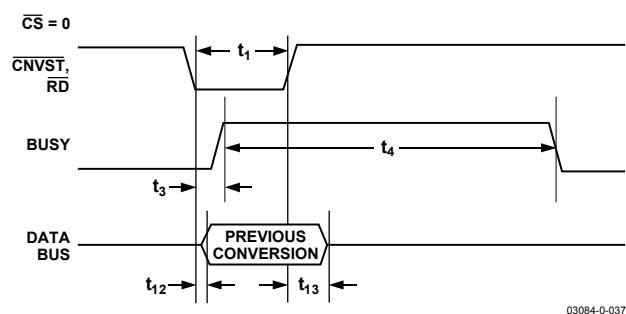 CS = 0
t1
CNVST,
RD
BUSY
t4
t3
DATA
BUS
PREVIOUS
CONVERSION
t12
t13
03084-0-037